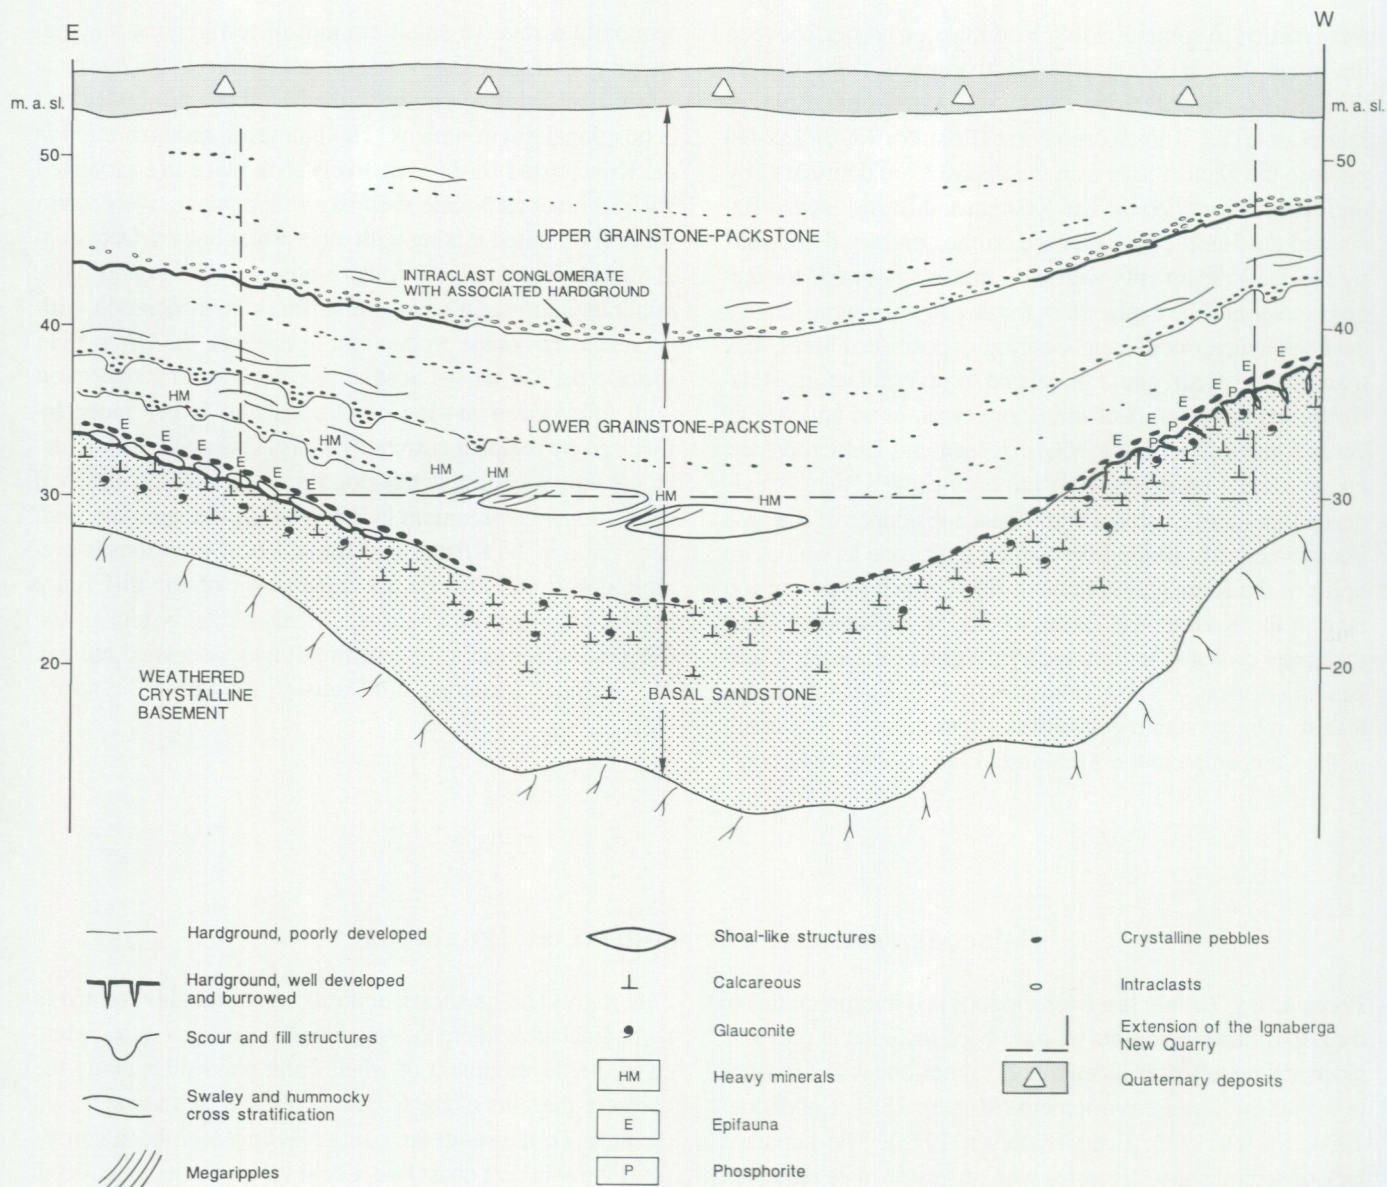 E
W
m. a. sl.
m. a. sl.
50
50
UPPER GRAINSTONE-PACKSTONE
INTRACLAST CONGLOMERATE
WITH ASSOCIATED HARDGROUND
40
40
HM
E
E
P
E
E
LOWER GRAINSTONE-PACKSTONE
E
P
E
P
E
E
E
HM
E
E
E
HM
HM
30
HM
HM
30
20
20
WEATHERED
CRYSTALLINE
BASEMENT
BASAL SANDSTONE
Hardground, poorly developed
Hardground, well developed
and burrowed
Scour and fill structures
Swaley and hummocky
cross stratification
Megaripples
Shoal-like structures
Calcareous
Glauconite
HM Heavy minerals
E Epifauna
P Phosphorite
Crystalline pebbles
Intraclasts
Extension of the Ignaberga
New Quarry
Quaternary deposits